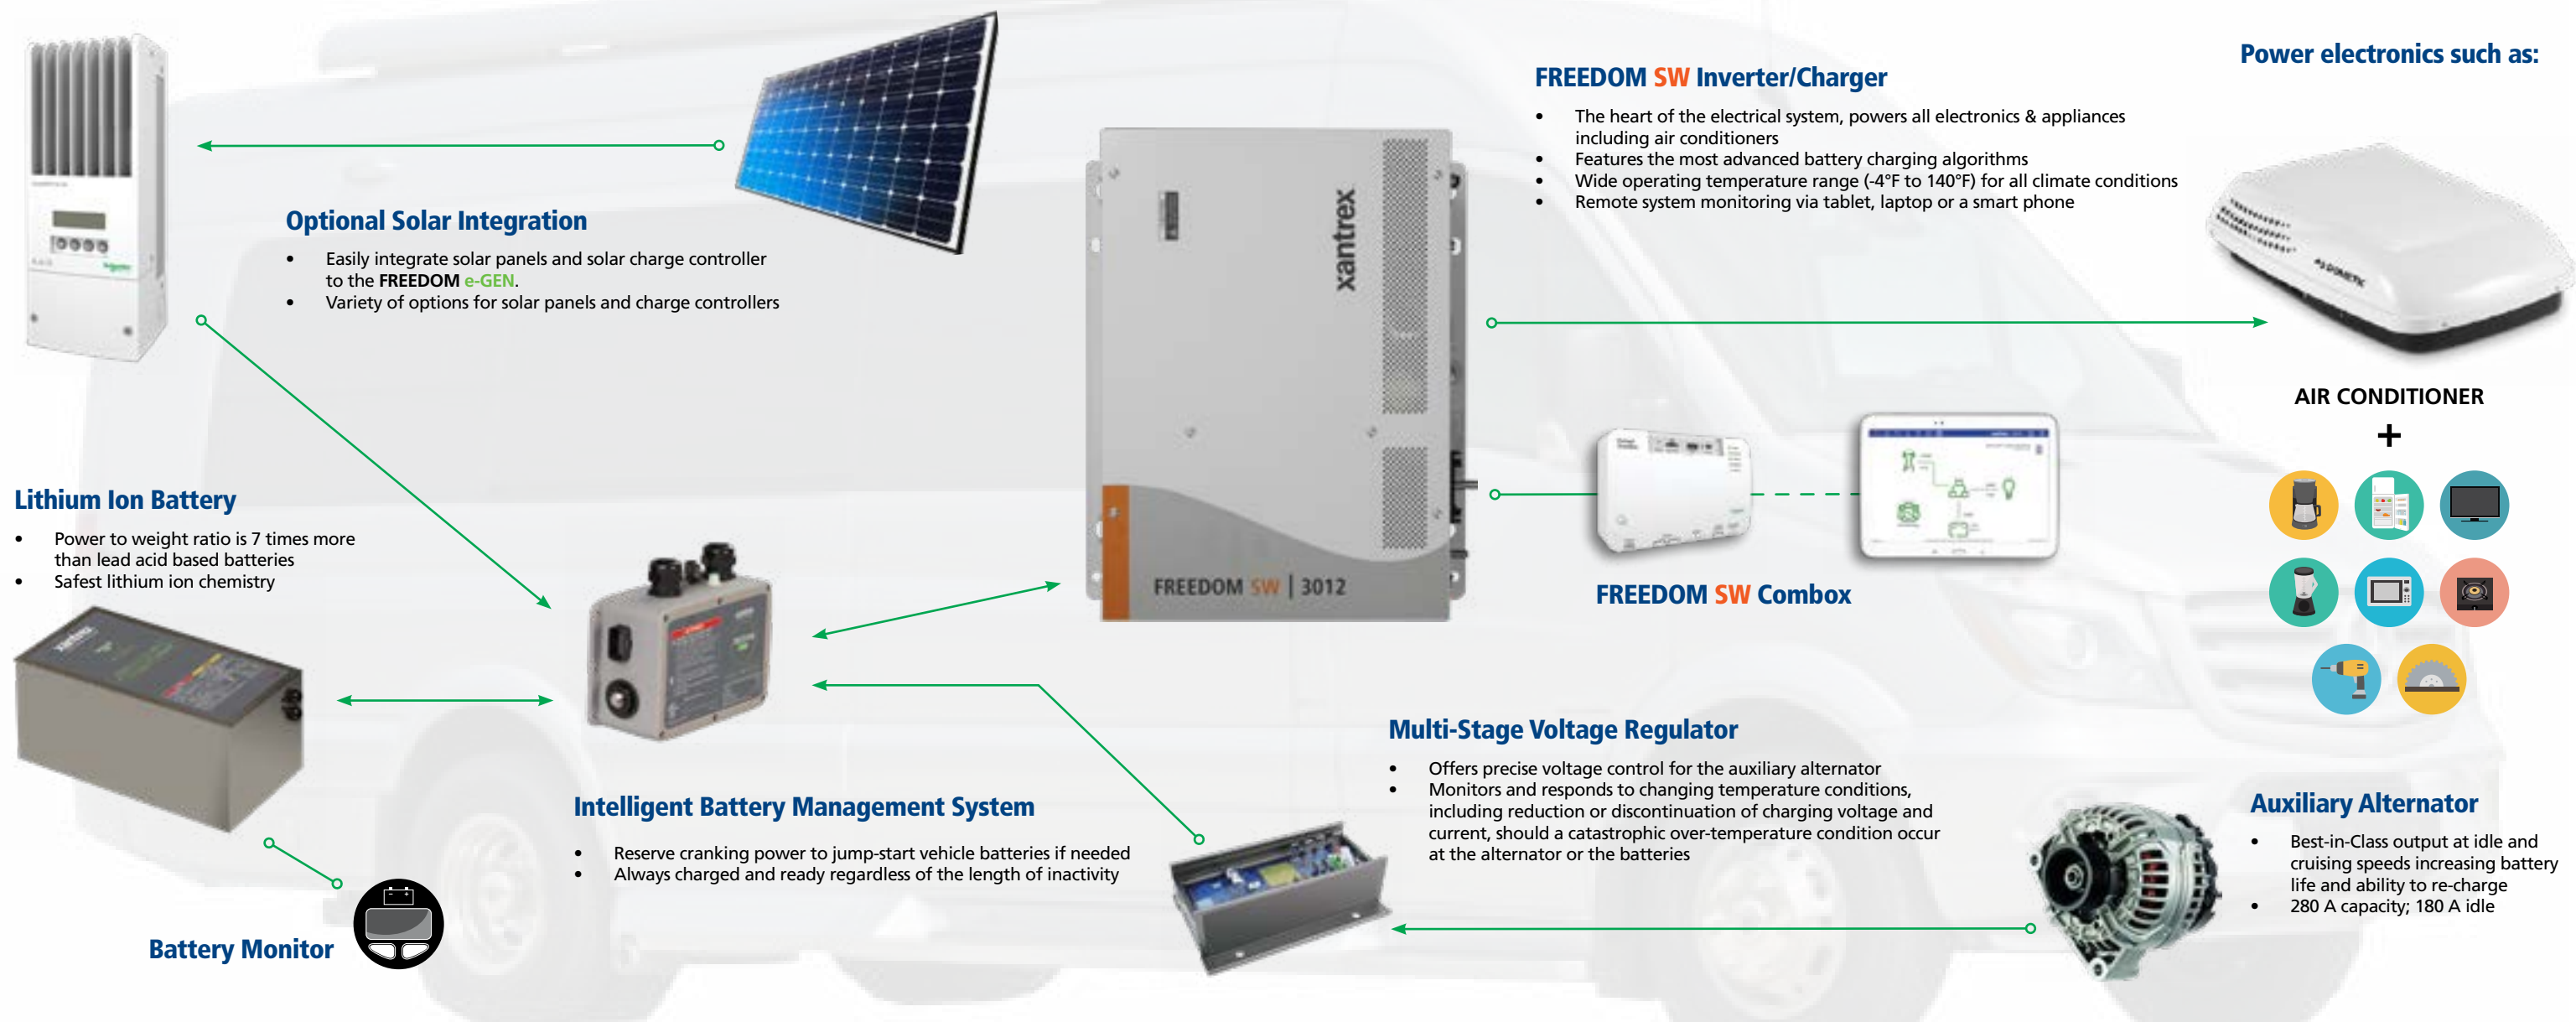 Power electronics such as:
FREEDOM SW Inverter/Charger
• The heart of the electrical system, powers all electronics & appliances
including air conditioners
• Features the most advanced battery charging algorithms
• Wide operating temperature range (-4°F to 140°F) for all climate conditions
• Remote system monitoring via tablet, laptop or a smart phone
Optional Solar Integration
• Easily integrate solar panels and solar charge controller
to the FREEDOM e-GEN.
• Variety of options for solar panels and charge controllers
xantrex
FREEDOM SW | 3012
DOMETIC
AIR CONDITIONER
+
FREEDOM SW Combox
Lithium Ion Battery
• Power to weight ratio is 7 times more
than lead acid based batteries
• Safest lithium ion chemistry
xantrex
Intelligent Battery Management System
• Reserve cranking power to jump-start vehicle batteries if needed
• Always charged and ready regardless of the length of inactivity
Battery Monitor
Multi-Stage Voltage Regulator
• Offers precise voltage control for the auxiliary alternator
• Monitors and responds to changing temperature conditions,
including reduction or discontinuation of charging voltage and
current, should a catastrophic over-temperature condition occur
at the alternator or the batteries
Auxiliary Alternator
• Best-in-Class output at idle and
cruising speeds increasing battery
life and ability to re-charge
• 280 A capacity; 180 A idle